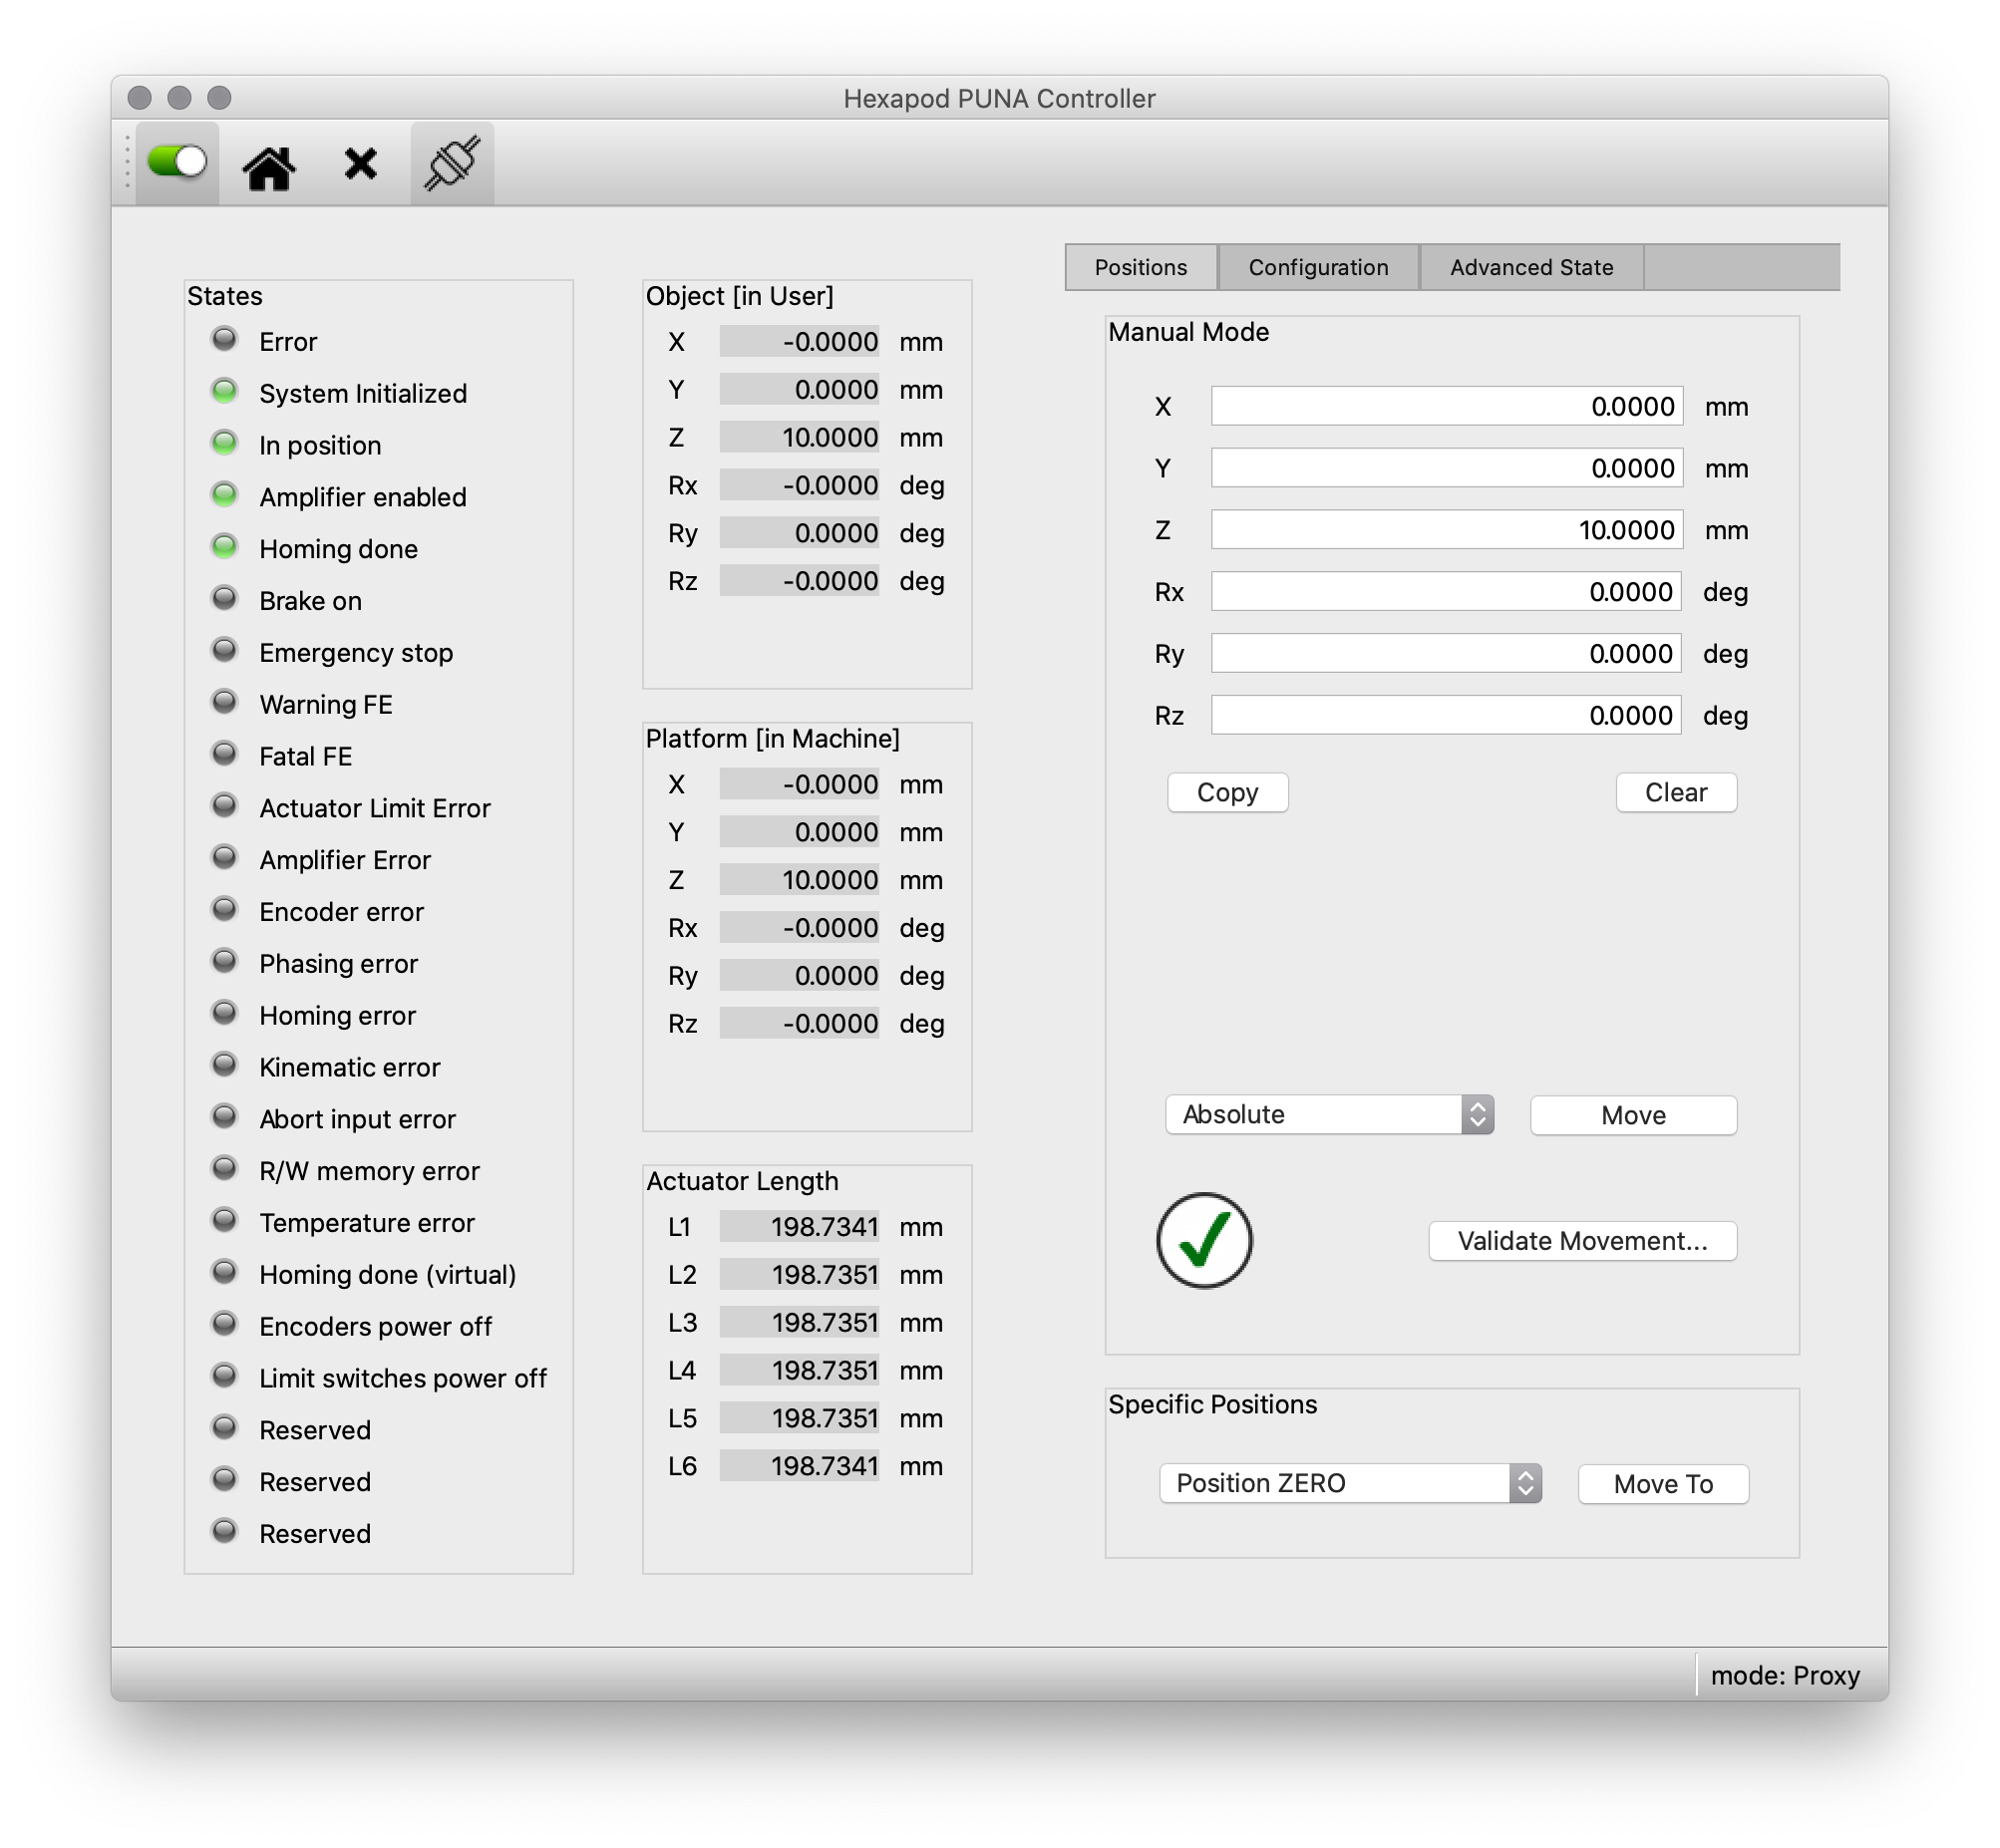 Hexapod PUNA Controller
States
Error
System Initialized
In position
Amplifier enabled
Homing done
Brake on
Emergency stop
Warning FE
Fatal FE
Actuator Limit Error
Amplifier Error
Encoder error
Phasing error
Homing error
Kinematic error
Abort input error
R/W memory error
Temperature error
Homing done (virtual)
Encoders power off
Limit switches power off
Reserved
Reserved
Reserved
Object [in User]
X -0.0000 mm
Y 0.0000 mm
Z 10.0000 mm
Rx -0.0000 deg
Ry 0.0000 deg
Rz -0.0000 deg
Platform [in Machine]
X -0.0000 mm
Y 0.0000 mm
Z 10.0000 mm
Rx -0.0000 deg
Ry 0.0000 deg
Rz -0.0000 deg
Actuator Length
L1 198.7341 mm
L2 198.7351 mm
L3 198.7351 mm
L4 198.7351 mm
L5 198.7351 mm
L6 198.7341 mm
Positions Configuration Advanced State
Manual Mode
X 0.0000 mm
Y 0.0000 mm
Z 10.0000 mm
Rx 0.0000 deg
Ry 0.0000 deg
Rz 0.0000 deg
Copy Clear
Absolute Move
Validate Movement...
Specific Positions
Position ZERO Move To
mode: Proxy